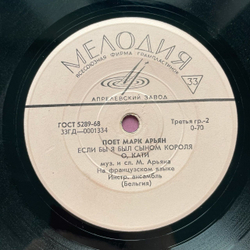 МЕЛОДИЯ
ВСЕСОЮЗНАЯ ФИРМА ГРАМПЛАСТИНОК
33
АПРЕЛЕВСКИЙ ЗАВОД
ГОСТ 5289-68
Третья гр.-2
33ГД—0001334
0-70
ПОЕТ МАРК АРЬЯН
ЕСЛИ БЫ Я БЫЛ СЫНОМ КОРОЛЯ
О, КАТИ
муз. и сл. М. Арьяна
На французском языке
Инстр. ансамбль
(Бельгия)